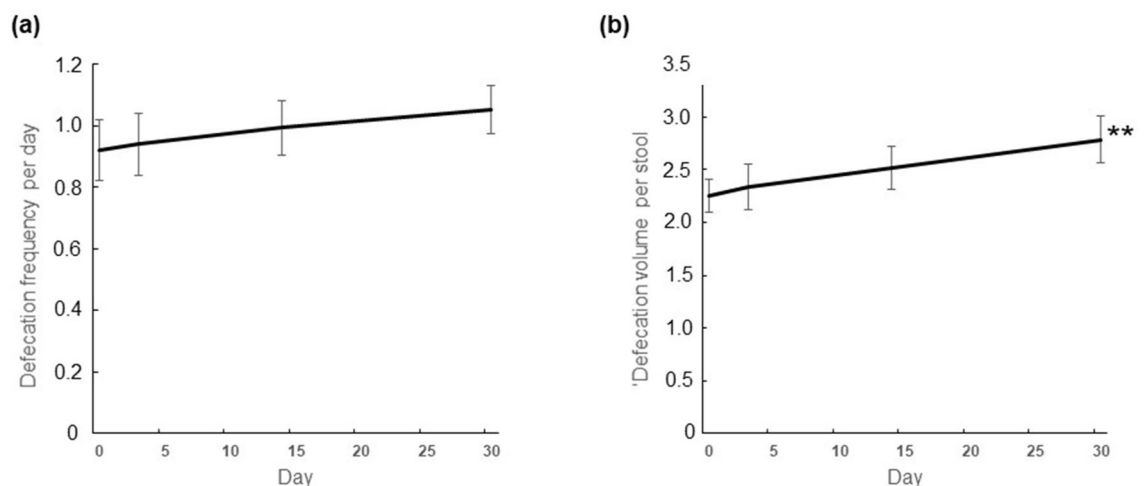 (a)
Defecation frequency per day
1.2
1.0
0.8
0.6
0.4
0.2
0
0 5 10 15 20 25 30
Day
(b)
'Defecation volume per stool
3.5
3.0
2.5
2.0
1.5
1.0
0.5
0
**
0 5 10 15 20 25 30
Day